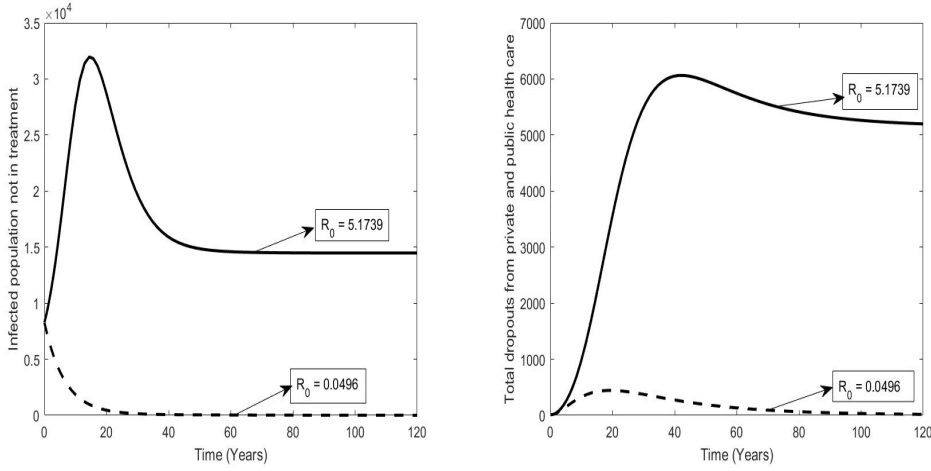 ×10⁴
3.5
3
2.5
2
1.5
1
0.5
0
0 20 40 60 80 100 120
Time (Years)
Infected population not in treatment
R0 = 5.1739
R0 = 0.0496
7000
6000
5000
4000
3000
2000
1000
0
0 20 40 60 80 100 120
Time (Years)
Total dropouts from private and public health care
R0 = 5.1739
R0 = 0.0496